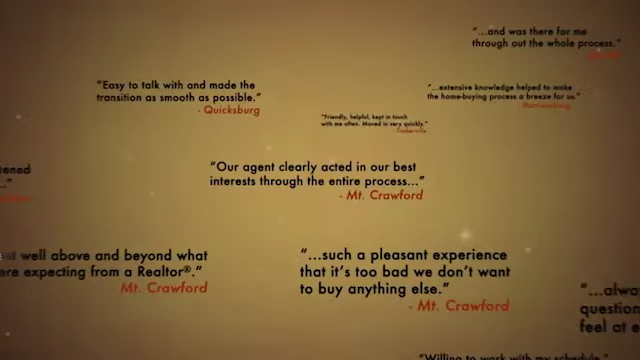 “...and was there for me
through out the whole process.”
“Easy to talk with and made the
transition as smooth as possible.”
- Quicksburg
“...extensive knowledge helped to make
the home-buying process a breeze for us.”
Harrisonburg
“Friendly, helpful, kept in touch
with me often. Moved in very quickly.”
“Our agent clearly acted in our best
interests through the entire process...”
- Mt. Crawford
well above and beyond what
expecting from a Realtor®.”
Mt. Crawford
“...such a pleasant experience
that it’s too bad we don’t want
to buy anything else.”
- Mt. Crawford
question
feel at
“Willing to work with my schedule